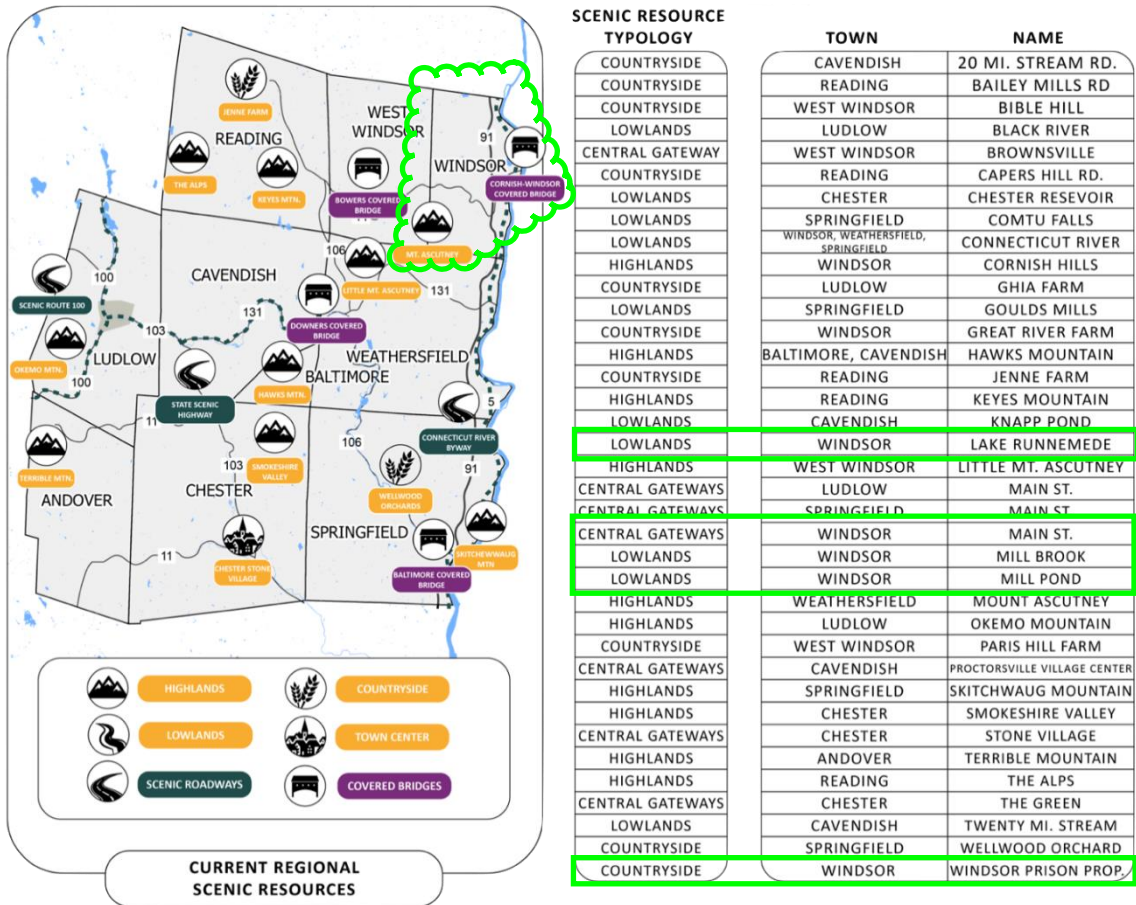 JENNE FARM
READING
WEST
WINDSOR
91
WINDSOR
THE ALPS
KEYES MTN.
BOWERS COVERED
BRIDGE
CORNISH-WINDSOR
COVERED BRIDGE
MT. ASCUTNEY
106
LITTLE MT. ASCUTNEY
131
CAVENDISH
100
SCENIC ROUTE 100
131
DOWNERS COVERED
BRIDGE
103
LUDLOW
WEATHERSFIELD
BALTIMORE
OKEMO MTN.
100
HAWKS MTN.
STATE SCENIC
HIGHWAY
5
11
CONNECTICUT RIVER
BYWAY
106
91
TERRIBLE MTN.
103
SMOKESHIRE
VALLEY
ANDOVER
CHESTER
WELLWOOD
ORCHARDS
SPRINGFIELD
11
CHESTER STONE
VILLAGE
SKITCHEWWAUG
MTN
BALTIMORE COVERED
BRIDGE
HIGHLANDS
COUNTRYSIDE
LOWLANDS
TOWN CENTER
SCENIC ROADWAYS
COVERED BRIDGES
CURRENT REGIONAL
SCENIC RESOURCES
SCENIC RESOURCE
TYPOLOGY TOWN NAME
COUNTRYSIDE CAVENDISH 20 MI. STREAM RD.
COUNTRYSIDE READING BAILEY MILLS RD
COUNTRYSIDE WEST WINDSOR BIBLE HILL
LOWLANDS LUDLOW BLACK RIVER
CENTRAL GATEWAY WEST WINDSOR BROWNSVILLE
COUNTRYSIDE READING CAPERS HILL RD.
LOWLANDS CHESTER CHESTER RESEVOIR
LOWLANDS SPRINGFIELD COMTU FALLS
LOWLANDS WINDSOR, WEATHERSFIELD, SPRINGFIELD CONNECTICUT RIVER
HIGHLANDS WINDSOR CORNISH HILLS
COUNTRYSIDE LUDLOW GHIA FARM
LOWLANDS SPRINGFIELD GOULDS MILLS
COUNTRYSIDE WINDSOR GREAT RIVER FARM
HIGHLANDS BALTIMORE, CAVENDISH HAWKS MOUNTAIN
COUNTRYSIDE READING JENNE FARM
HIGHLANDS READING KEYES MOUNTAIN
LOWLANDS CAVENDISH KNAPP POND
LOWLANDS WINDSOR LAKE RUNNEMEDE
HIGHLANDS WEST WINDSOR LITTLE MT. ASCUTNEY
CENTRAL GATEWAYS LUDLOW MAIN ST.
CENTRAL GATEWAYS SPRINGFIELD MAIN ST.
CENTRAL GATEWAYS WINDSOR MAIN ST.
LOWLANDS WINDSOR MILL BROOK
LOWLANDS WINDSOR MILL POND
HIGHLANDS WEATHERSFIELD MOUNT ASCUTNEY
HIGHLANDS LUDLOW OKEMO MOUNTAIN
COUNTRYSIDE WEST WINDSOR PARIS HILL FARM
CENTRAL GATEWAYS CAVENDISH PROCTORSVILLE VILLAGE CENTER
HIGHLANDS SPRINGFIELD SKITCHWAUG MOUNTAIN
HIGHLANDS CHESTER SMOKESHIRE VALLEY
CENTRAL GATEWAYS CHESTER STONE VILLAGE
HIGHLANDS ANDOVER TERRIBLE MOUNTAIN
HIGHLANDS READING THE ALPS
CENTRAL GATEWAYS CHESTER THE GREEN
LOWLANDS CAVENDISH TWENTY MI. STREAM
COUNTRYSIDE SPRINGFIELD WELLWOOD ORCHARD
COUNTRYSIDE WINDSOR WINDSOR PRISON PROP.